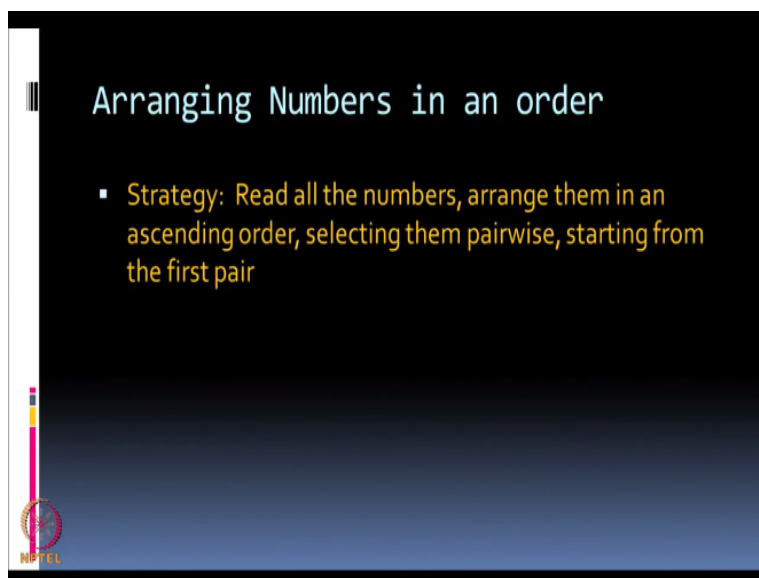 Arranging Numbers in an order
▪ Strategy: Read all the numbers, arrange them in an
ascending order, selecting them pairwise, starting from
the first pair
NPTEL